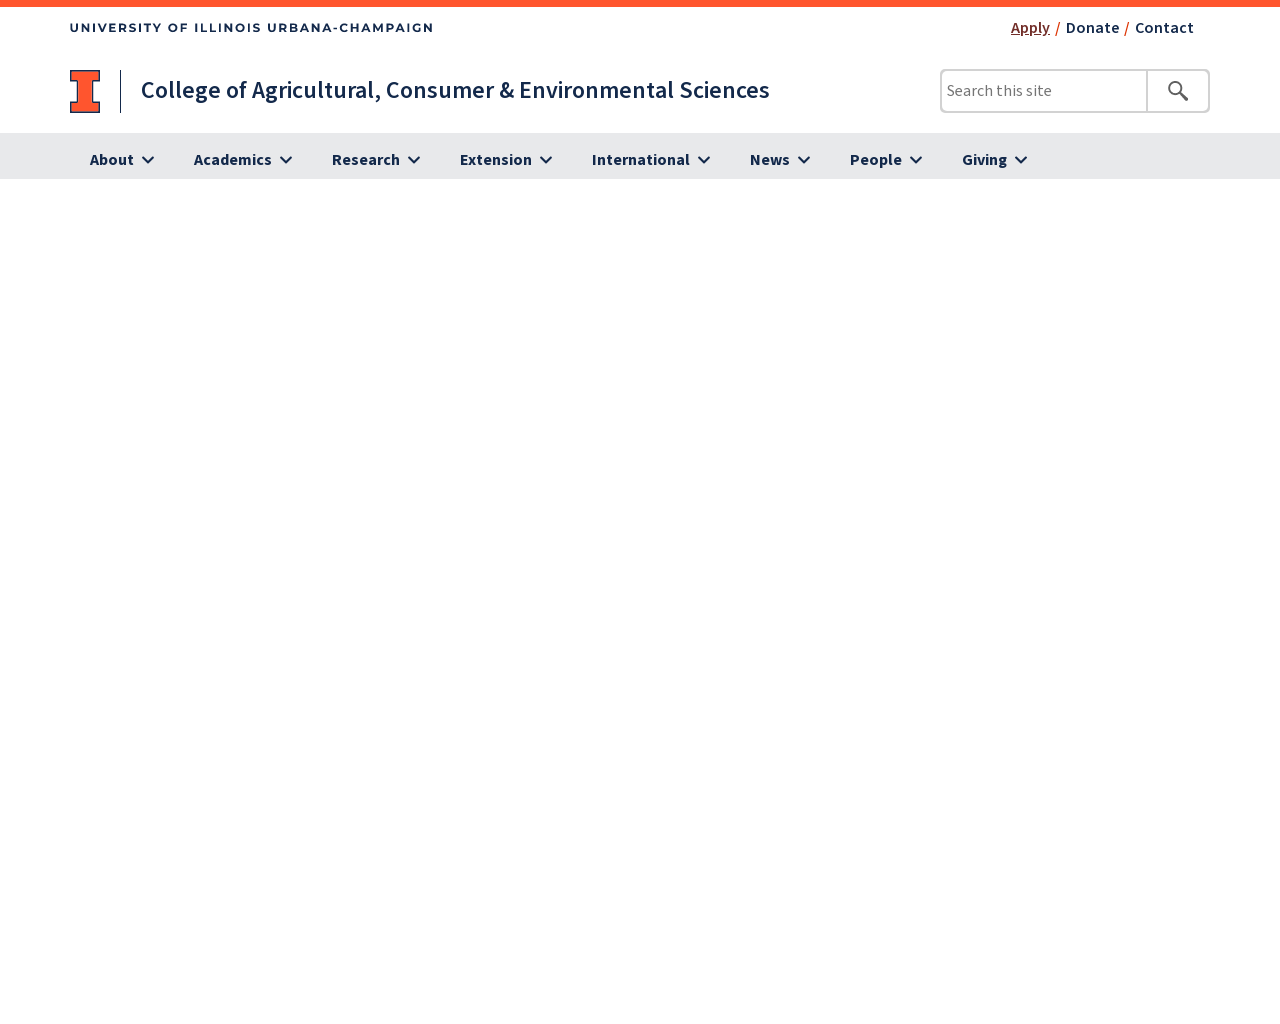 UNIVERSITY OF ILLINOIS URBANA-CHAMPAIGN
Apply / Donate / Contact
College of Agricultural, Consumer & Environmental Sciences
Search this site
About Academics Research Extension International News People Giving